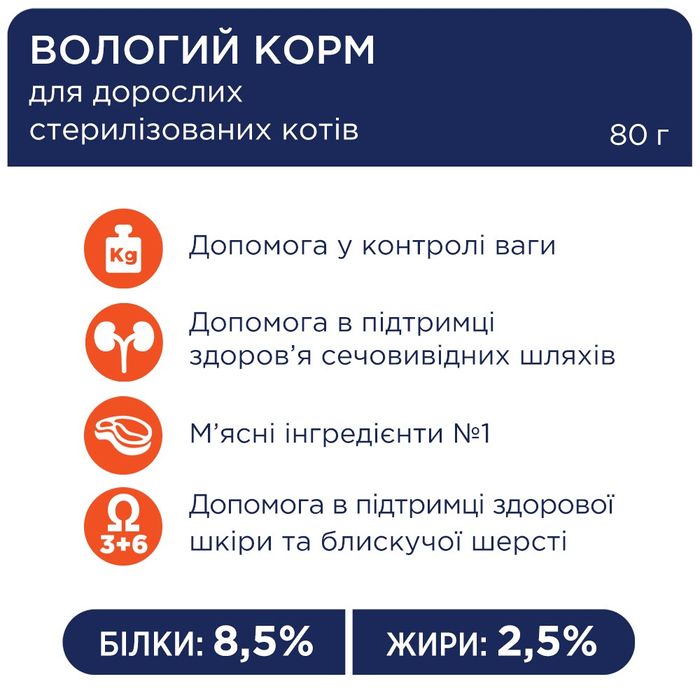 ВОЛОГИЙ КОРМ
для дорослих
стерилізованих котів
80 г
Kg
Допомога у контролі ваги
Допомога в підтримці
здоров’я сечовивідних шляхів
М’ясні інгредієнти №1
Ω
3+6
Допомога в підтримці здорової
шкіри та блискучої шерсті
БІЛКИ: 8,5%
ЖИРИ: 2,5%